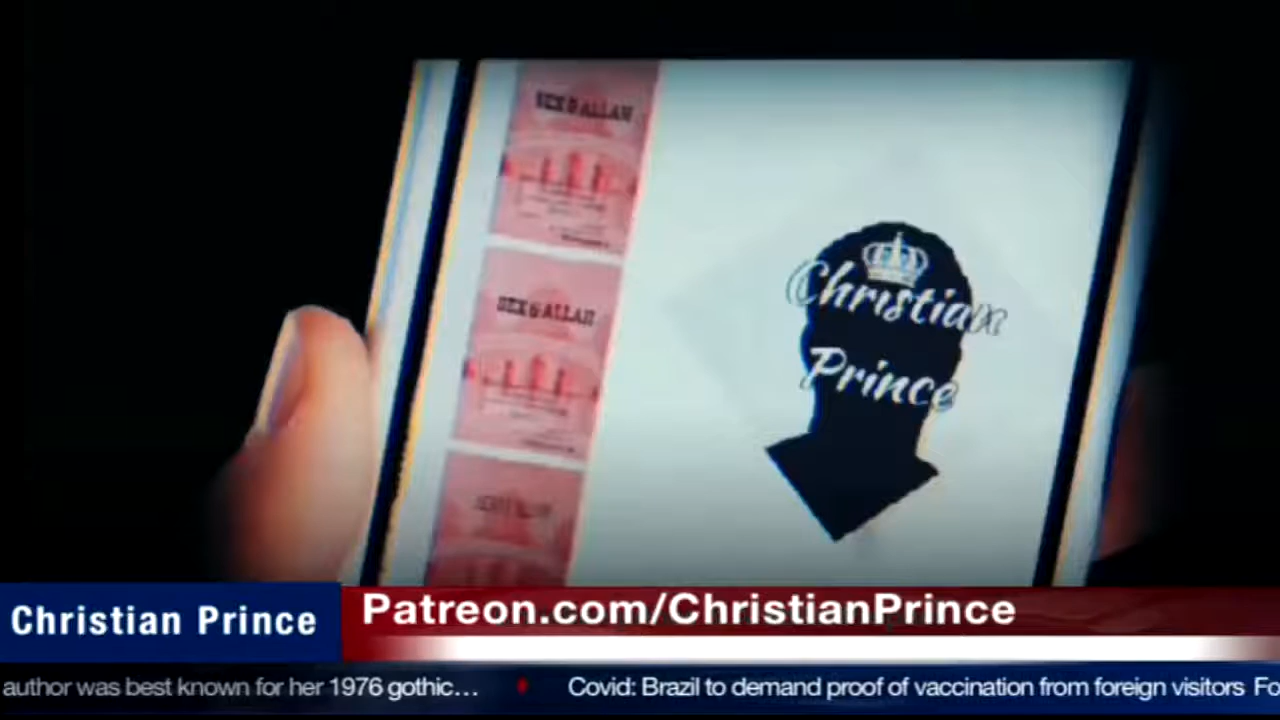 SEX & ALLAH
SEX & ALLAH
Christian
Prince
Christian Prince
Patreon.com/ChristianPrince
author was best known for her 1976 gothic...
Covid: Brazil to demand proof of vaccination from foreign visitors Fo